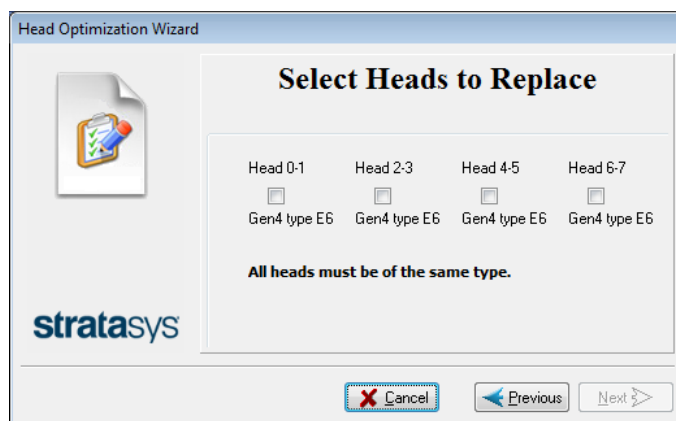 Head Optimization Wizard
Select Heads to Replace
Head 0-1 Head 2-3 Head 4-5 Head 6-7
Gen4 type E6 Gen4 type E6 Gen4 type E6 Gen4 type E6
All heads must be of the same type.
stratasys
Cancel Previous Next